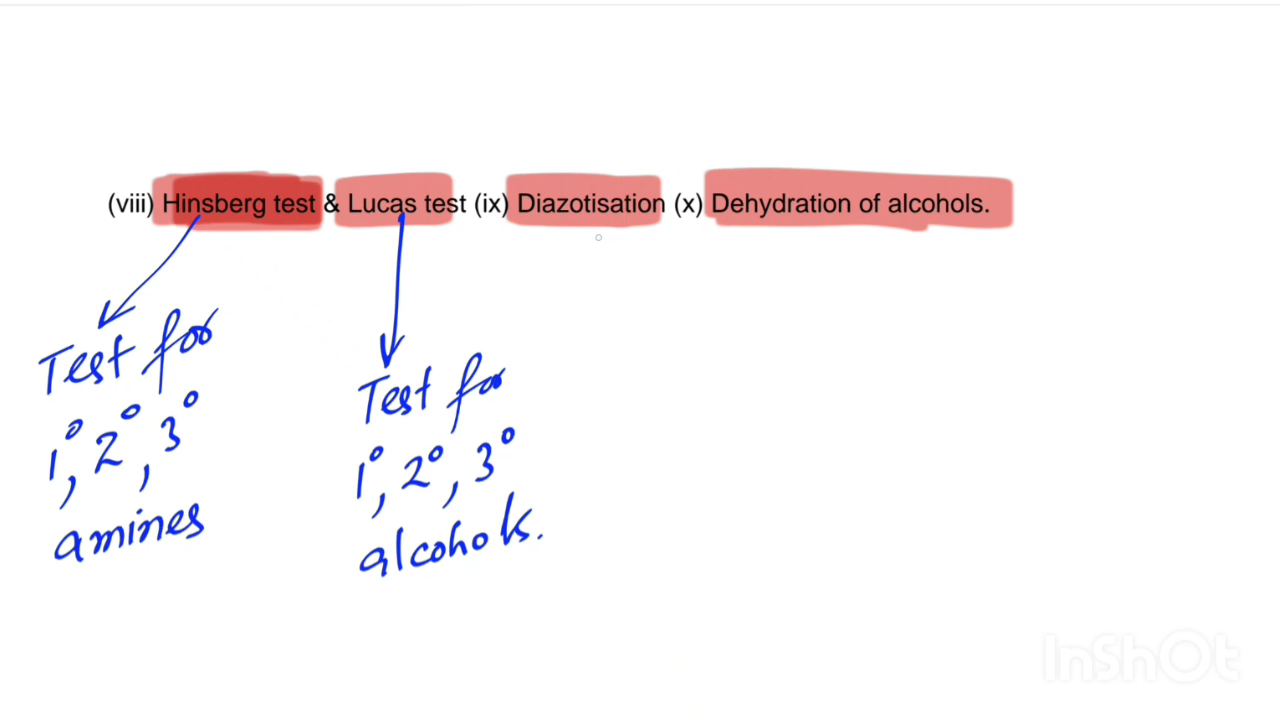 (viii) Hinsberg test & Lucas test (ix) Diazotisation (x) Dehydration of alcohols.
Test for
1°, 2°, 3°
amines
Test for
1°, 2°, 3°
alcohols.
InShOt